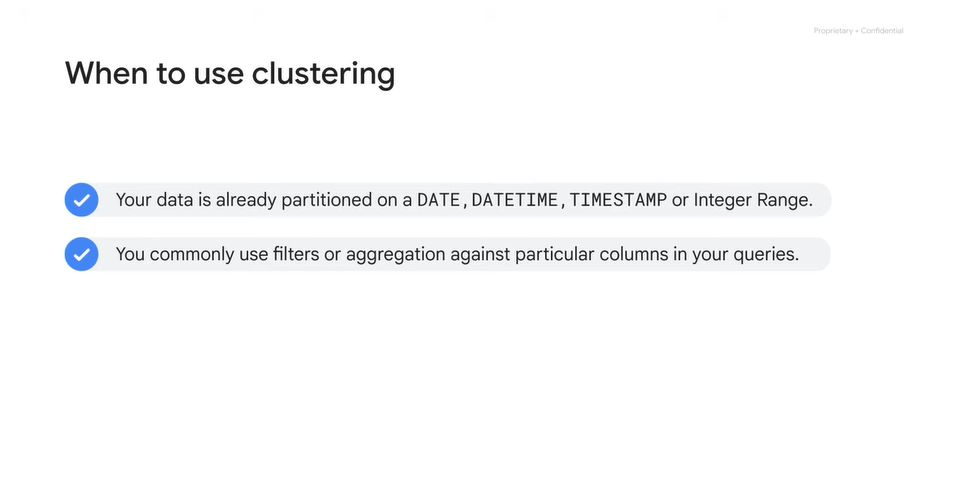 Proprietary + Confidential
When to use clustering
Your data is already partitioned on a DATE, DATETIME, TIMESTAMP or Integer Range.
You commonly use filters or aggregation against particular columns in your queries.